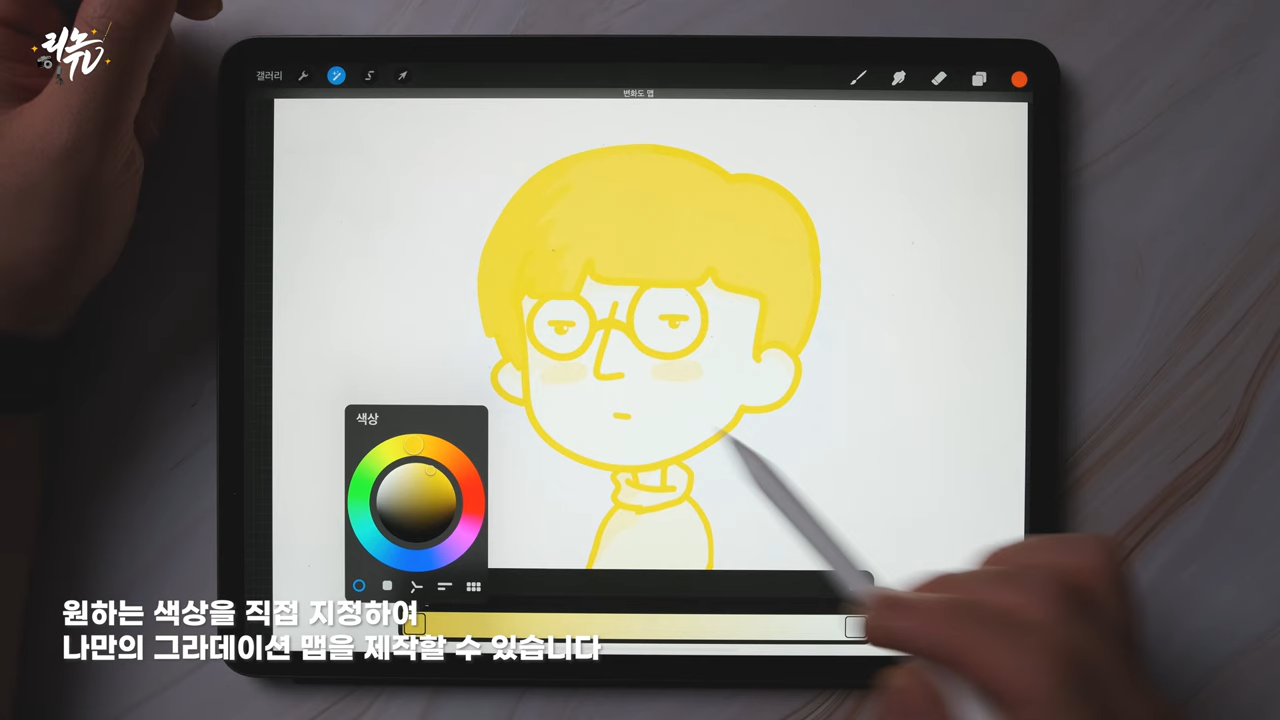 리뇽TV
갤러리
변화도 맵
색상
원하는 색상을 직접 지정하여
나만의 그라데이션 맵을 제작할 수 있습니다